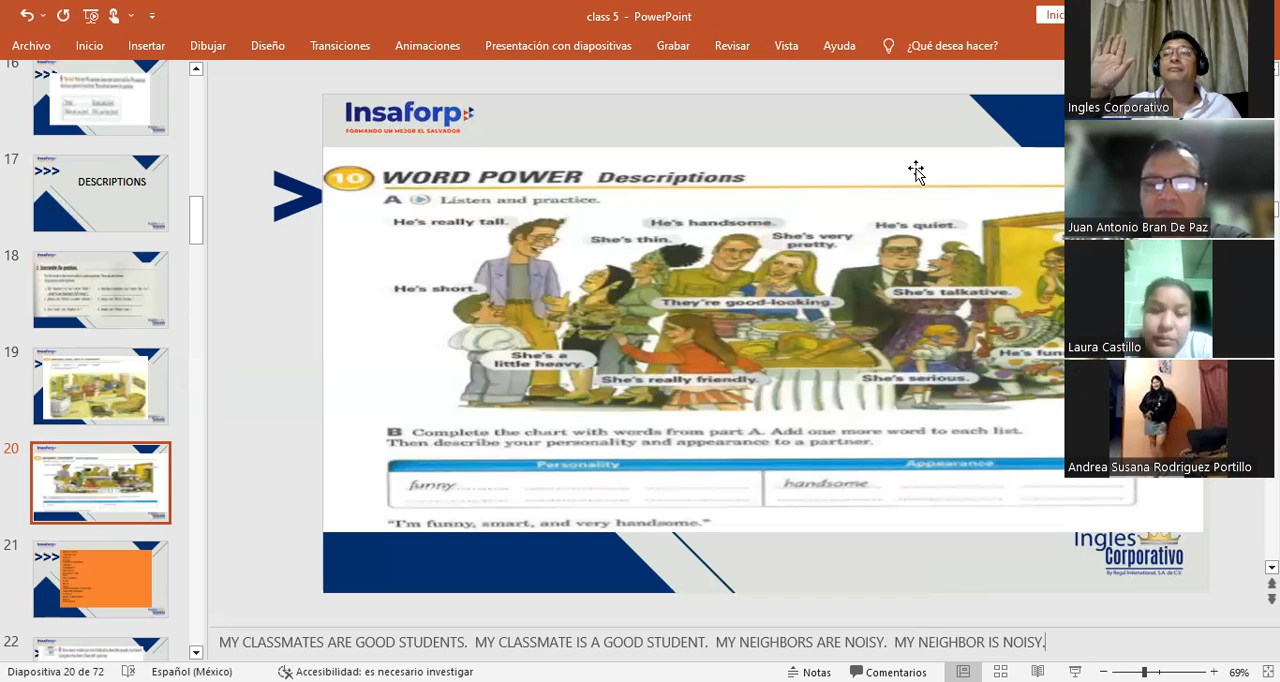 class 5 - PowerPoint
Inic
Archivo Inicio Insertar Dibujar Diseño Transiciones Animaciones Presentación con diapositivas Grabar Revisar Vista Ayuda ¿Qué desea hacer?
16
17
DESCRIPTIONS
18
19
20
21
22
Insaforp
FORMANDO UN MEJOR EL SALVADOR
10 WORD POWER Descriptions
A Listen and practice.
He's really tall.
He's handsome.
He's quiet.
She's thin.
She's very
pretty.
He's short.
She's talkative.
They're good-looking.
She's a
little heavy.
He's fun
She's really friendly.
She's serious.
B Complete the chart with words from part A. Add one more word to each list.
Then describe your personality and appearance to a partner.
Personality Appearance
funny handsome
"I'm funny, smart, and very handsome."
Ingles
Corporativo
By Regal International, S.A. de C.V.
Ingles Corporativo
Juan Antonio Bran De Paz
Laura Castillo
Andrea Susana Rodriguez Portillo
MY CLASSMATES ARE GOOD STUDENTS. MY CLASSMATE IS A GOOD STUDENT. MY NEIGHBORS ARE NOISY. MY NEIGHBOR IS NOISY.
Diapositiva 20 de 72 Español (México) Accesibilidad: es necesario investigar Notas Comentarios 69%